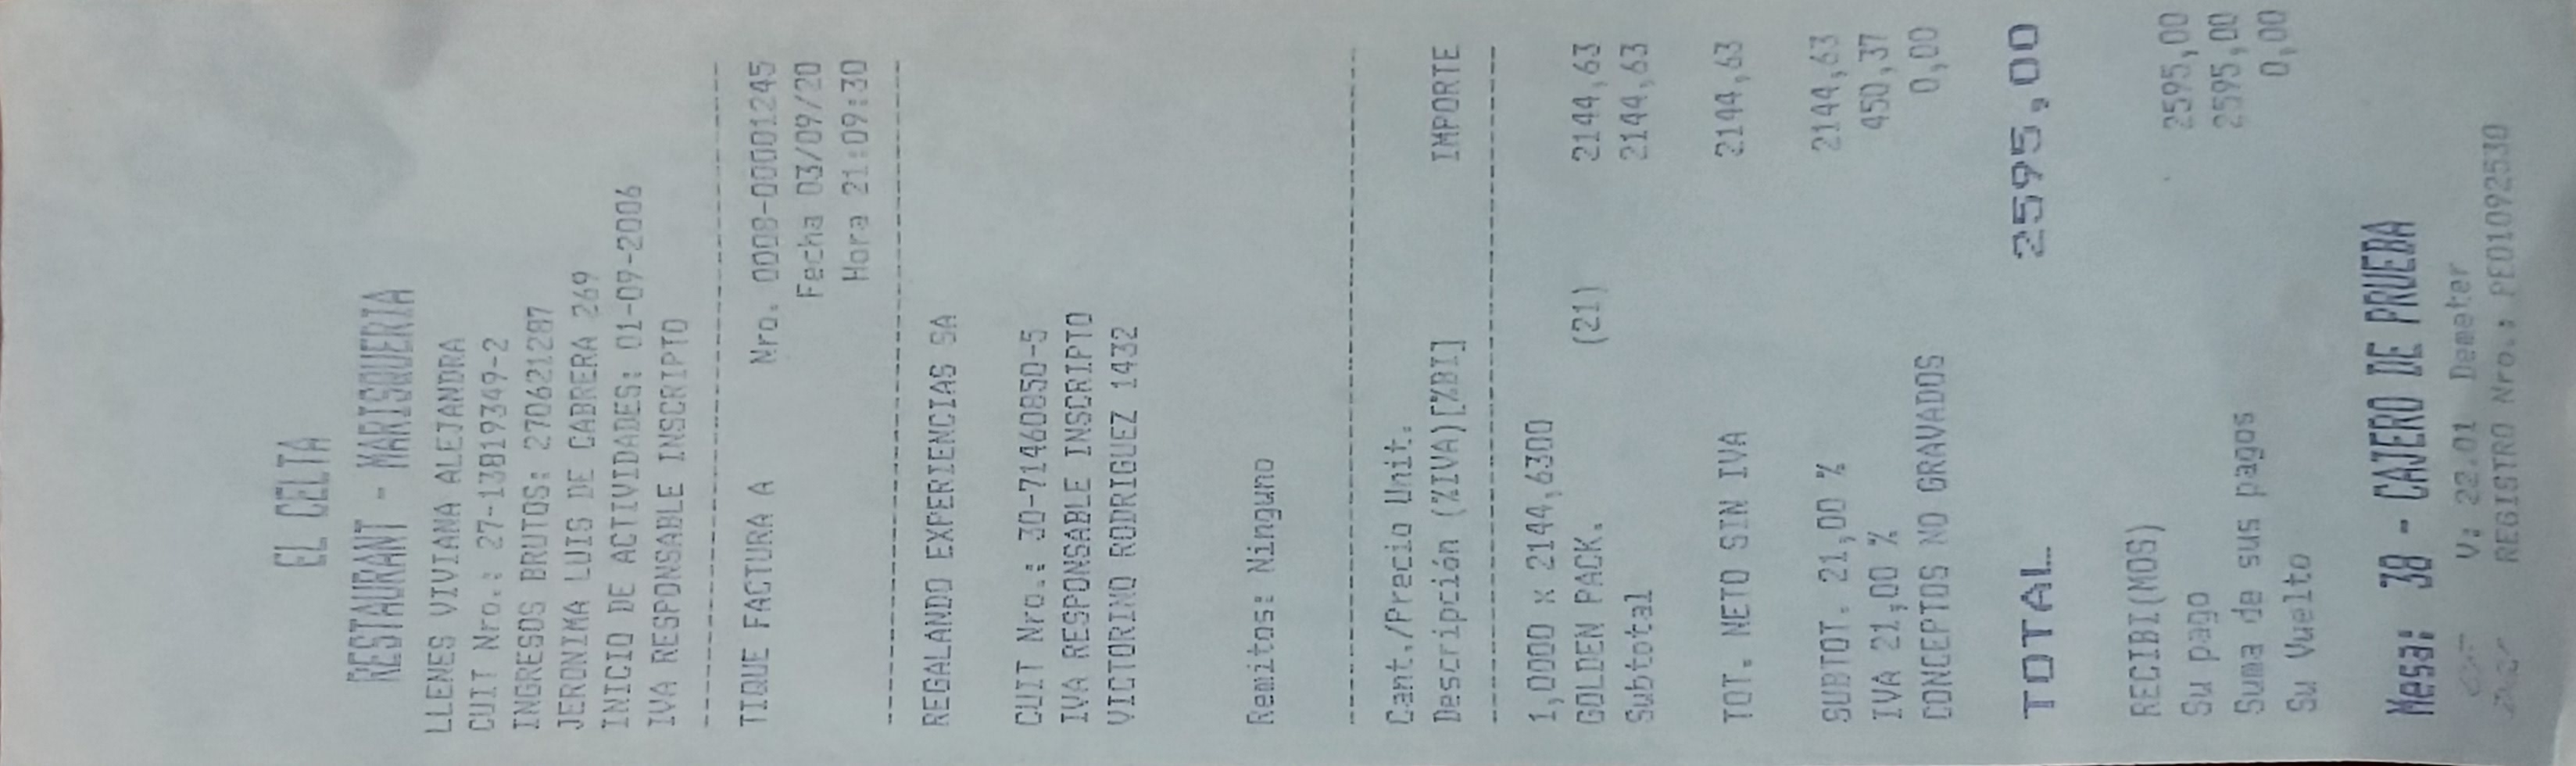 EL CELTA
RESTAURANT - MARISQUERIA
LLENES VIVIANA ALEJANDRA
CUIT Nro.: 27-13819349-2
INGRESOS BRUTOS: 270621287
JERONIMA LUIS DE CABRERA 269
INICIO DE ACTIVIDADES: 01-09-2006
IVA RESPONSABLE INSCRIPTO
TIQUE FACTURA A Nro. 0008-00001245
Fecha 03/09/20
Hora 21:09:30
REGALANDO EXPERIENCIAS SA
CUIT Nro.: 30-71460850-5
IVA RESPONSABLE INSCRIPTO
VICTORINO RODRIGUEZ 1432
Remitos: Ninguno
Cant./Precio Unit.
Descripción (%IVA)[%BI] IMPORTE
1,0000 x 2144,6300
GOLDEN PACK. (21) 2144,63
Subtotal 2144,63
TOT. NETO SIN IVA 2144,63
SUBTOT. 21,00 % 2144,63
IVA 21,00 % 450,37
CONCEPTOS NO GRAVADOS 0,00
TOTAL 2595,00
RECIBI(MOS)
Su pago 2595,00
Suma de sus pagos 2595,00
Su Vuelto 0,00
Mesa: 38 - CAJERO DE PRUEBA
V: 22.01 Demeter
REGISTRO Nro.: PE01092530